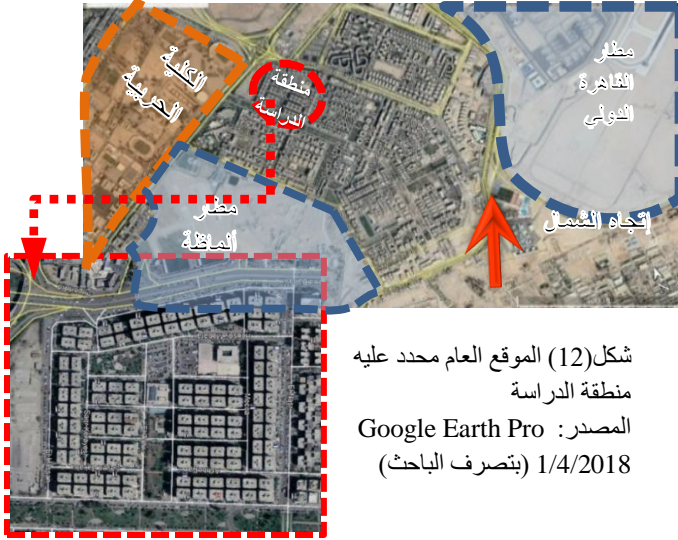 مطار
القاهرة
الدولي
الكلية
الحربية
منطقة
الدراسة
مطار
ألماظة
إتجاه الشمال
شكل(12) الموقع العام محدد عليه
منطقة الدراسة
المصدر: Google Earth Pro
1/4/2018 (بتصرف الباحث)